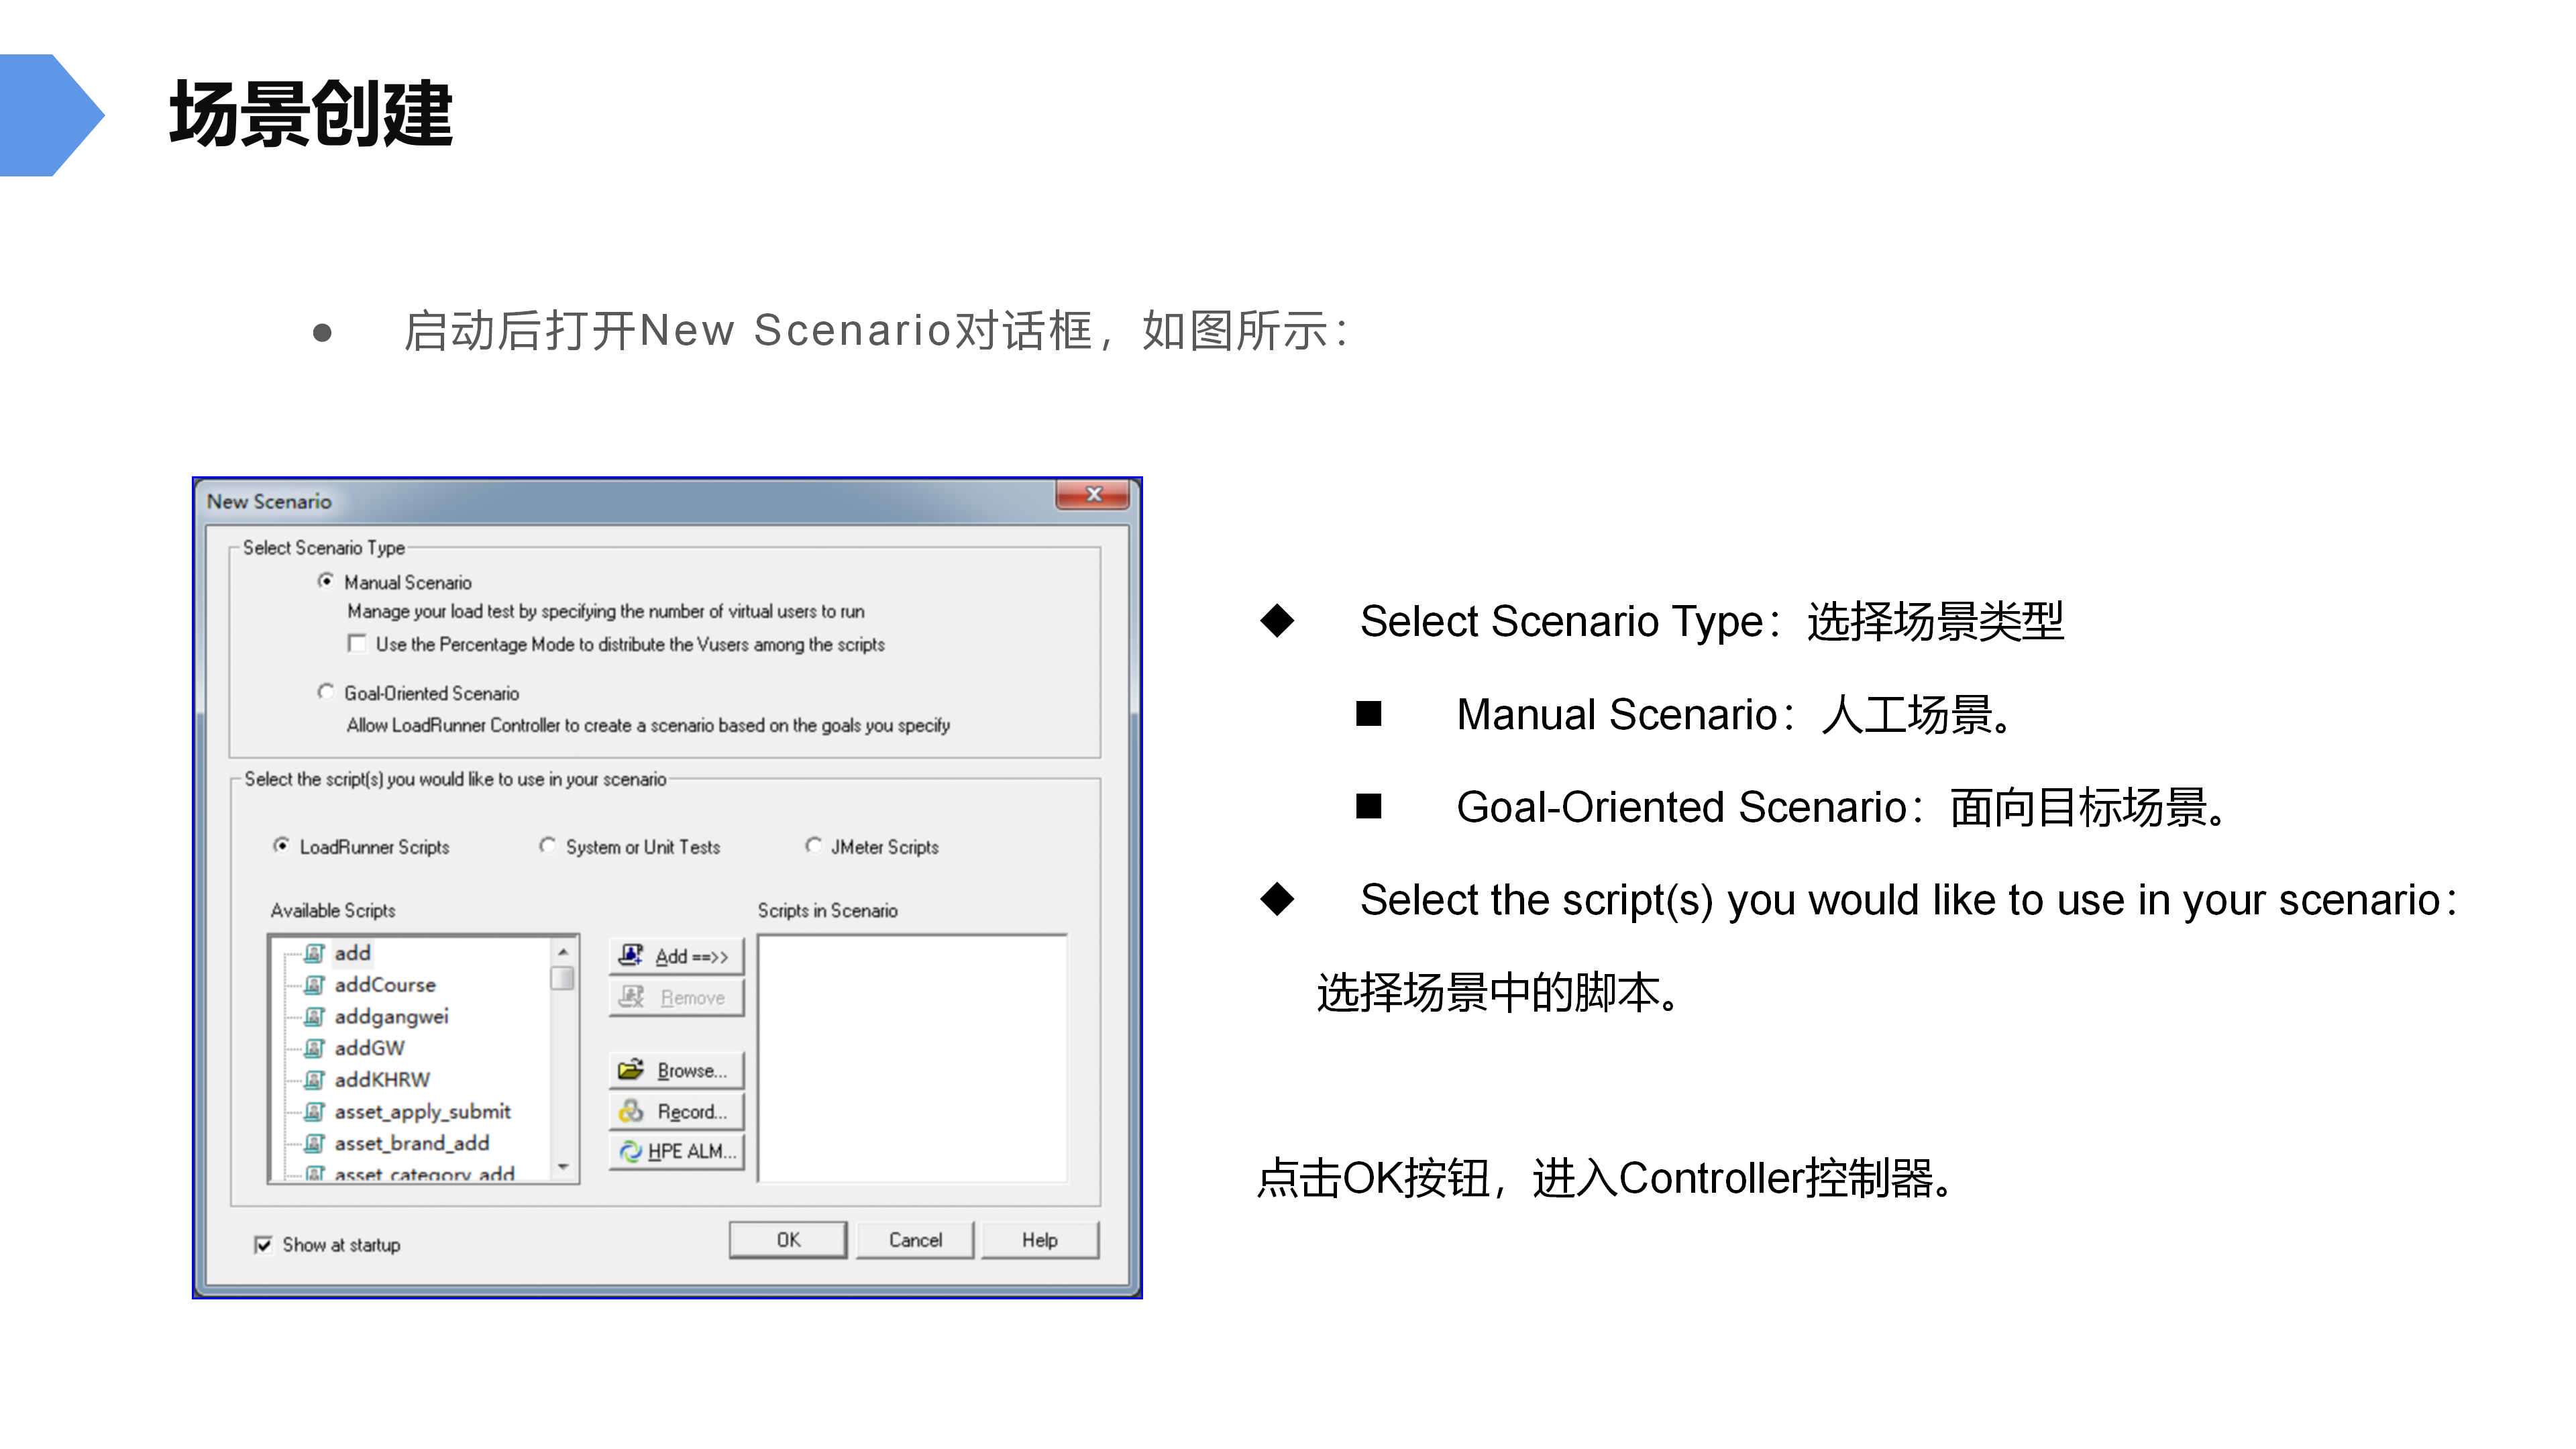 场景创建
● 启动后打开New Scenario对话框，如图所示：
New Scenario
Select Scenario Type
Manual Scenario
Manage your load test by specifying the number of virtual users to run
Use the Percentage Mode to distribute the Vusers among the scripts
Goal-Oriented Scenario
Allow LoadRunner Controller to create a scenario based on the goals you specify
Select the script(s) you would like to use in your scenario
LoadRunner Scripts System or Unit Tests JMeter Scripts
Available Scripts
add
addCourse
addgangwei
addGW
addKHRW
asset_apply_submit
asset_brand_add
asset_category_add
Add ==>>
Remove
Browse...
Record...
HPE ALM...
Scripts in Scenario
Show at startup
OK Cancel Help
◆ Select Scenario Type：选择场景类型
■ Manual Scenario：人工场景。
■ Goal-Oriented Scenario：面向目标场景。
◆ Select the script(s) you would like to use in your scenario：
选择场景中的脚本。
点击OK按钮，进入Controller控制器。